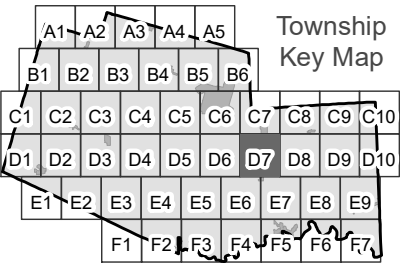 Township
Key Map
A1 A2 A3 A4 A5
B1 B2 B3 B4 B5 B6
C1 C2 C3 C4 C5 C6 C7 C8 C9 C10
D1 D2 D3 D4 D5 D6 D7 D8 D9 D10
E1 E2 E3 E4 E5 E6 E7 E8 E9
F1 F2 F3 F4 F5 F6 F7